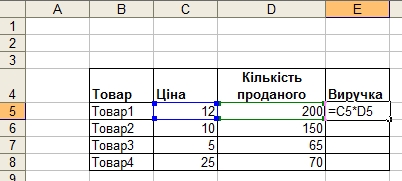 A B C D E
1
2
3
Кількість
4 Товар Ціна проданого Виручка
5 Товар1 12 200 =C5*D5
6 Товар2 10 150
7 Товар3 5 65
8 Товар4 25 70